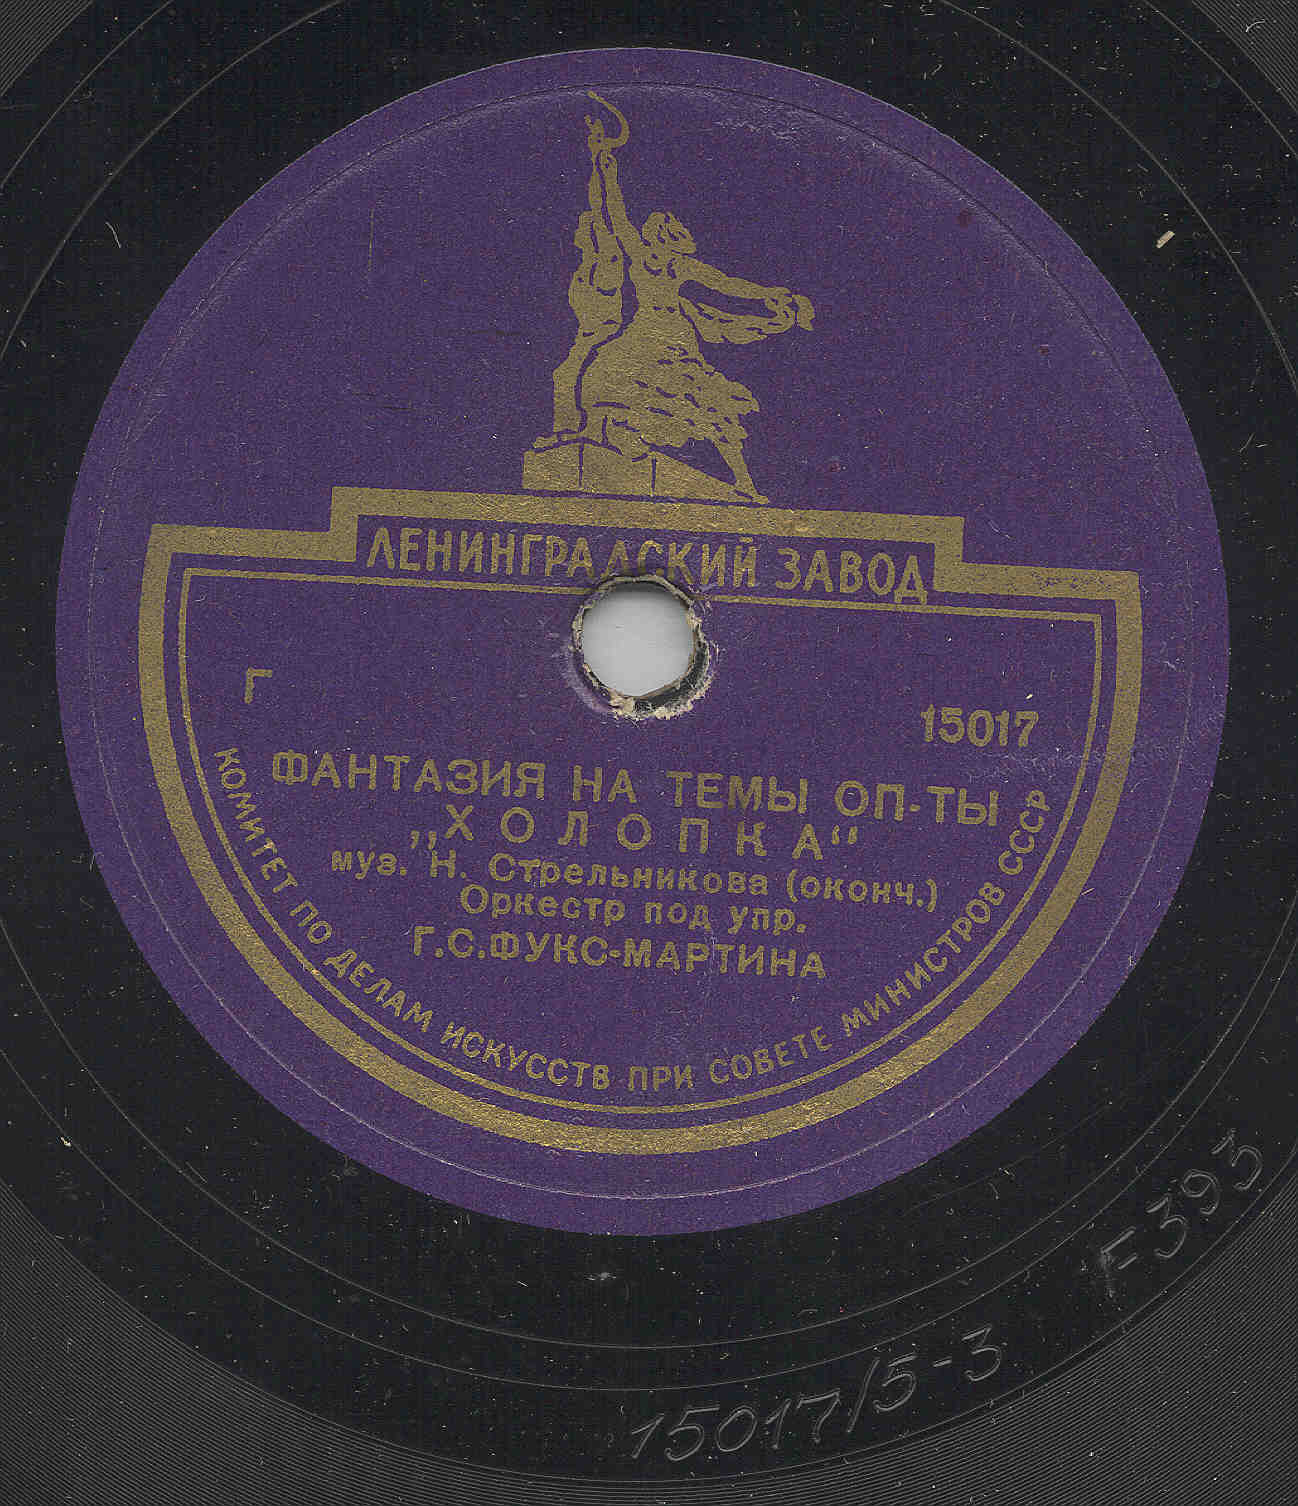 ЛЕНИНГРАДСКИЙ ЗАВОД
Г
15017
ФАНТАЗИЯ НА ТЕМЫ ОП-ТЫ
„ХОЛОПКА“
муз. Н. Стрельникова (оконч.)
Оркестр под упр.
Г.С.ФУКС-МАРТИНА
КОМИТЕТ ПО ДЕЛАМ ИСКУССТВ ПРИ СОВЕТЕ МИНИСТРОВ СССР
15017/5-3
F-393